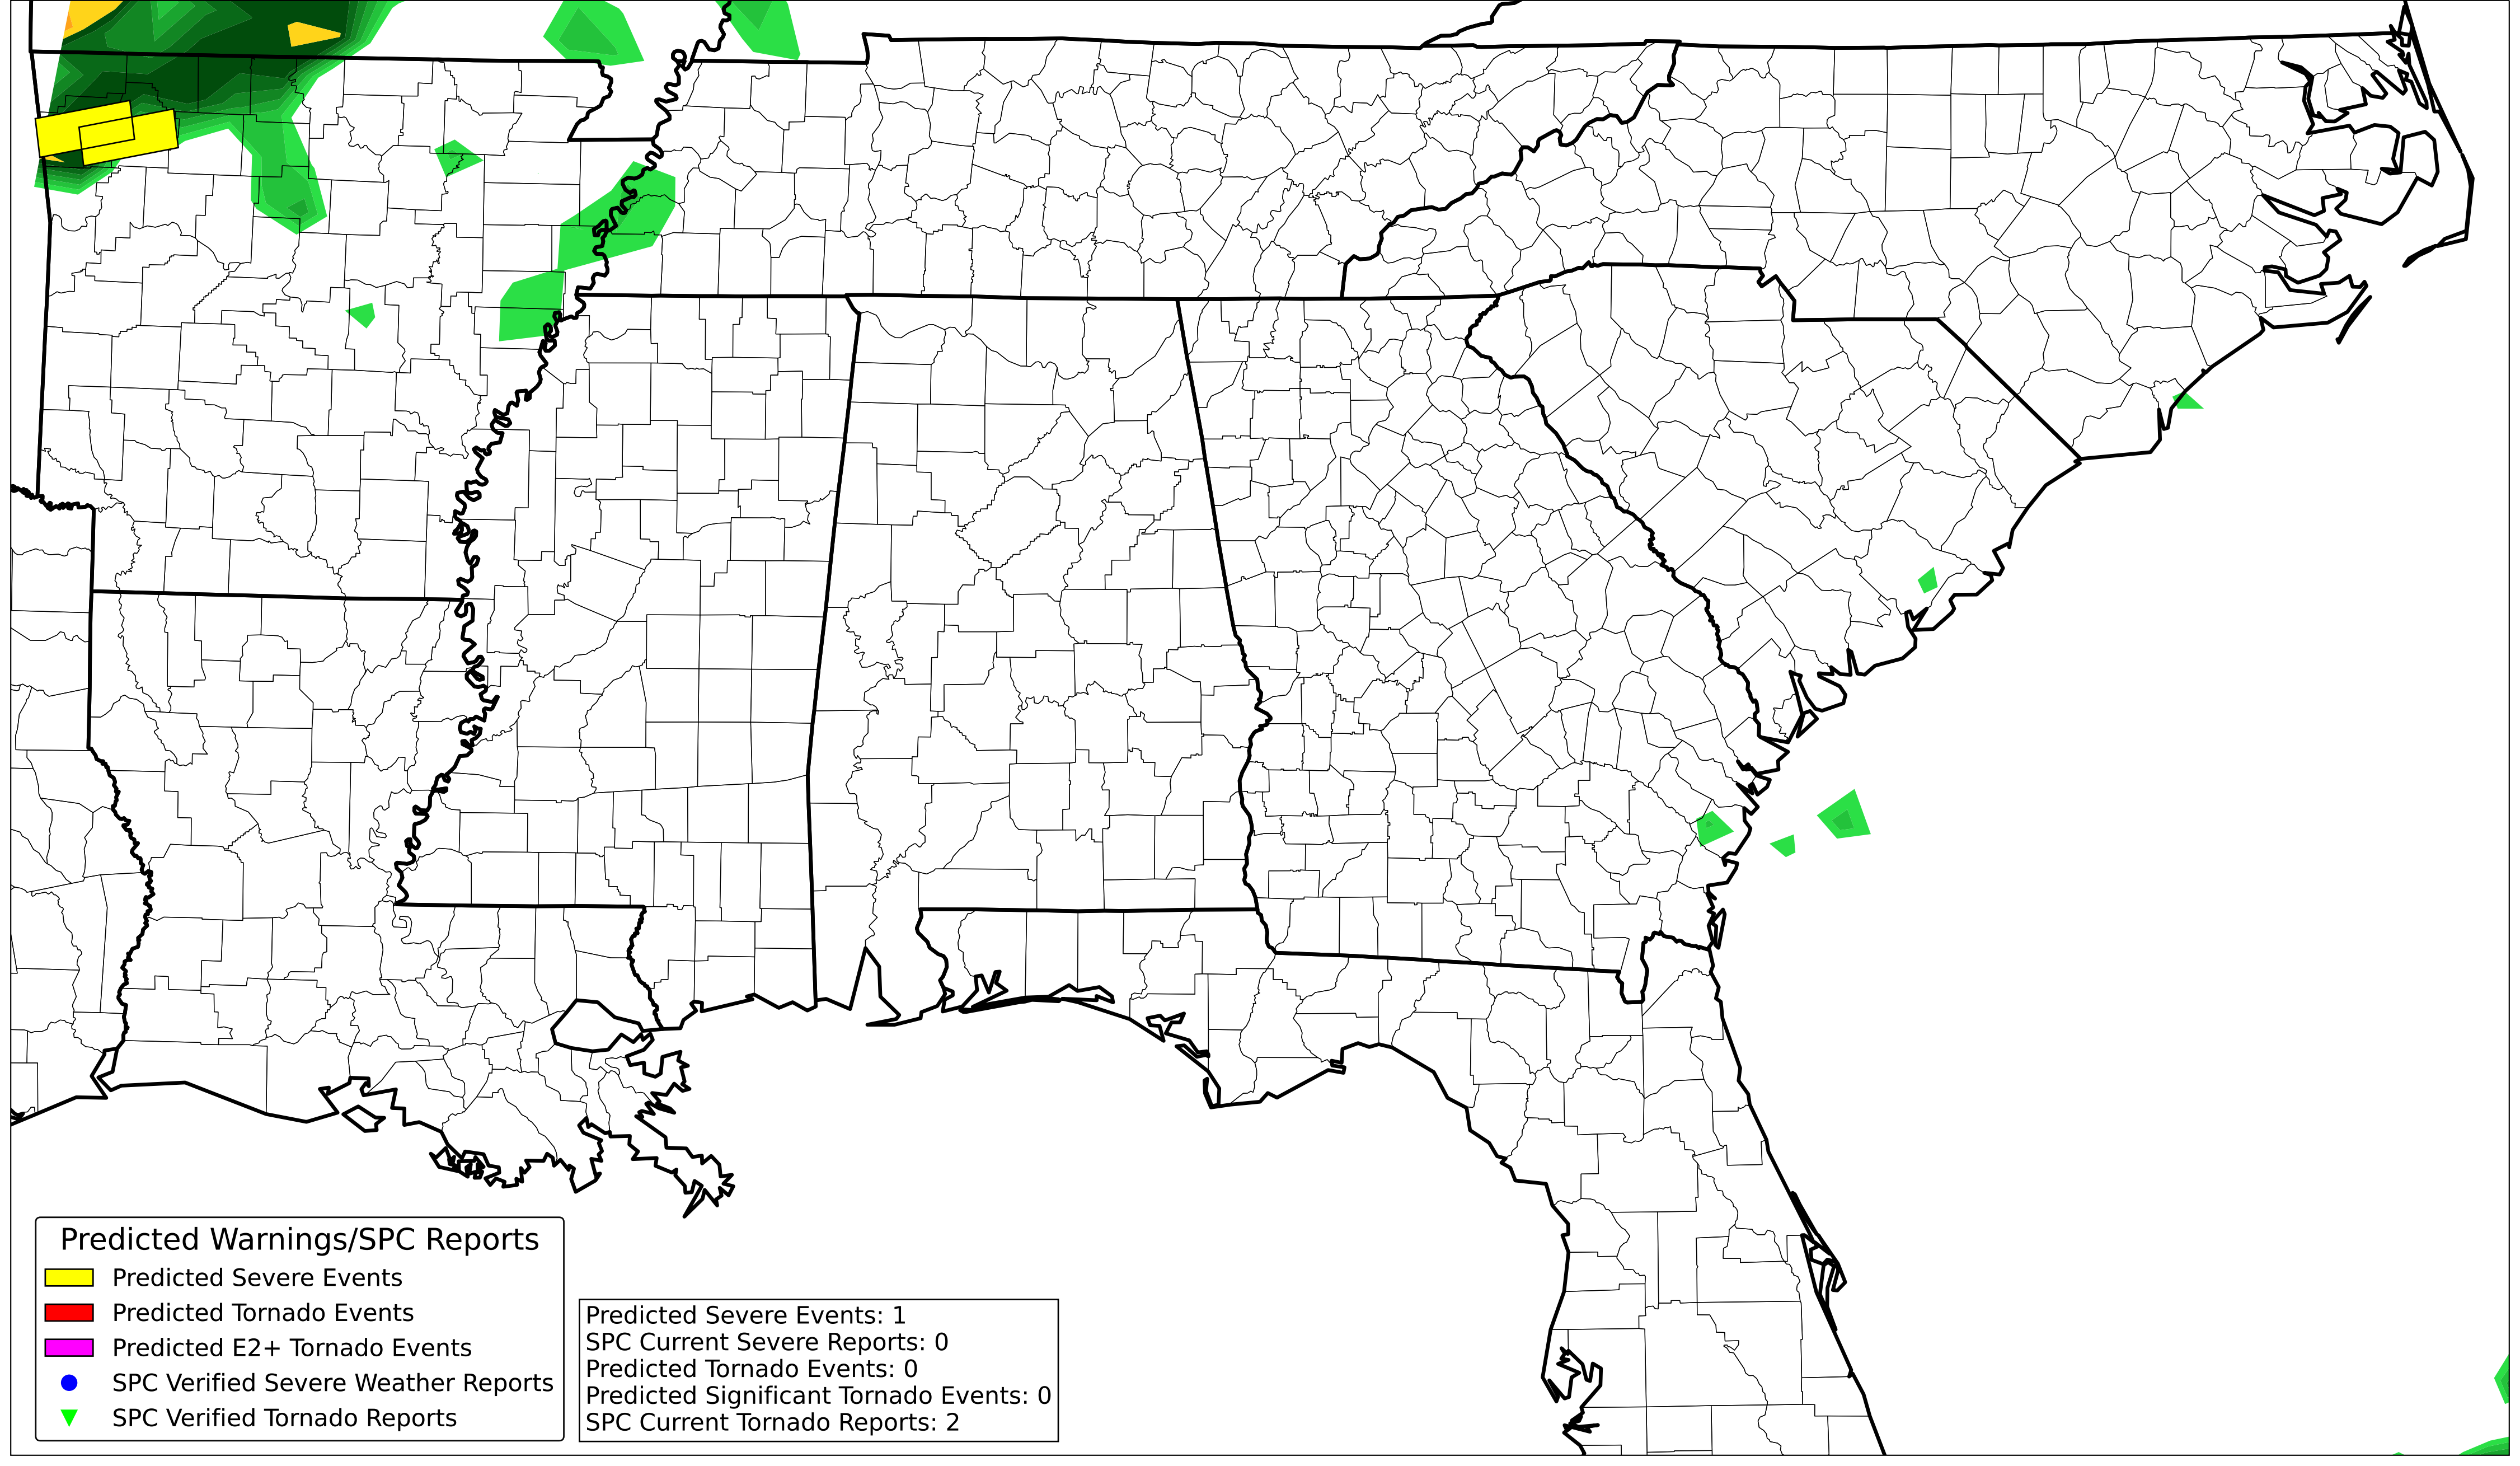 Predicted Warnings/SPC Reports
Predicted Severe Events
Predicted Tornado Events
Predicted E2+ Tornado Events
SPC Verified Severe Weather Reports
SPC Verified Tornado Reports
Predicted Severe Events: 1
SPC Current Severe Reports: 0
Predicted Tornado Events: 0
Predicted Significant Tornado Events: 0
SPC Current Tornado Reports: 2